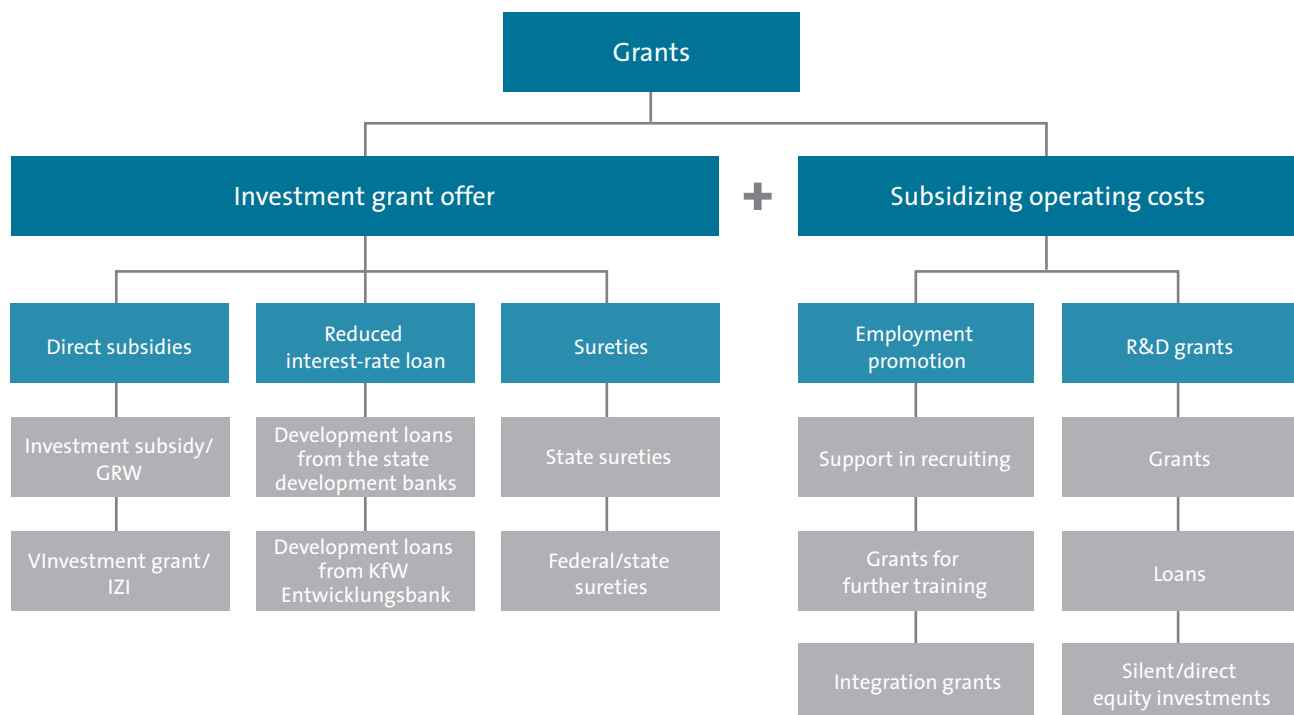 Grants
Investment grant offer
+
Subsidizing operating costs
Direct subsidies
Reduced
interest-rate loan
Sureties
Employment
promotion
R&D grants
Investment subsidy/
GRW
Development loans
from the state
development banks
State sureties
Support in recruiting
Grants
VInvestment grant/
IZI
Development loans
from KfW
Entwicklungsbank
Federal/state
sureties
Grants for
further training
Loans
Integration grants
Silent/direct
equity investments